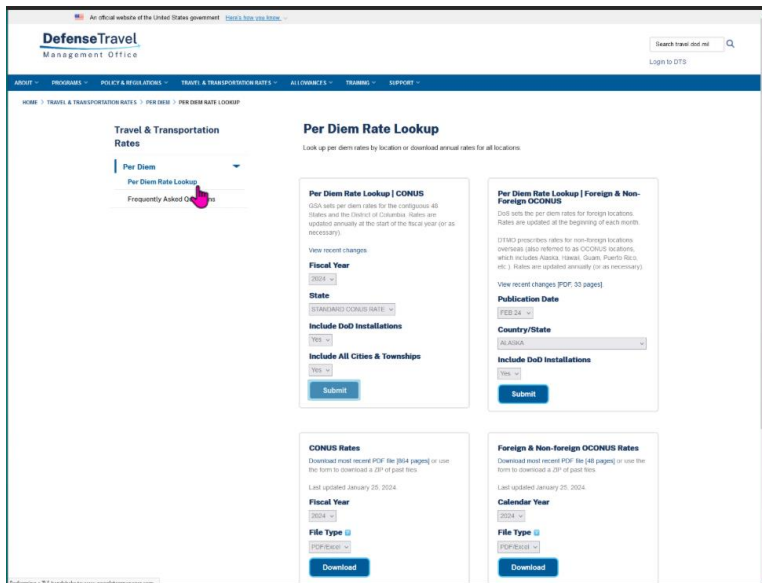 An official website of the United States government Here's how you know.
DefenseTravel
Management Office
Search travel dod mil
Login to DTS
ABOUT PROGRAMS POLICY & REGULATIONS TRAVEL & TRANSPORTATION RATES ALLOWANCES TRAINING SUPPORT
HOME > TRAVEL & TRANSPORTATION RATES > PER DIEM > PER DIEM RATE LOOKUP
Travel & Transportation
Rates
Per Diem
Per Diem Rate Lookup
Frequently Asked
Per Diem Rate Lookup
Look up per diem rates by location or download annual rates for all locations.
Per Diem Rate Lookup | CONUS
GSA sets per diem rates for the contiguous 48
States and the District of Columbia. Rates are
updated annually at the start of the fiscal year (or as
necessary).
View recent changes
Fiscal Year
2024
State
STANDARD CONUS RATE
Include DoD Installations
Yes
Include All Cities & Townships
Yes
Submit
Per Diem Rate Lookup | Foreign & Non-
Foreign OCONUS
DoS sets the per diem rates for foreign locations.
Rates are updated at the beginning of each month.
DTMO prescribes rates for non-foreign locations
overseas (also referred to as OCONUS locations,
which includes Alaska, Hawaii, Guam, Puerto Rico,
etc.). Rates are updated annually (or as necessary).
View recent changes [PDF, 33 pages]
Publication Date
FEB 24
Country/State
ALASKA
Include DoD Installations
Yes
Submit
CONUS Rates
Download most recent PDF file [864 pages] or use
the form to download a ZIP of past files.
Last updated January 28, 2024.
Fiscal Year
2024
File Type
PDF/Excel
Download
Foreign & Non-foreign OCONUS Rates
Download most recent PDF file [48 pages] or use the
form to download a ZIP of past files.
Last updated January 25, 2024.
Calendar Year
2024
File Type
PDF/Excel
Download